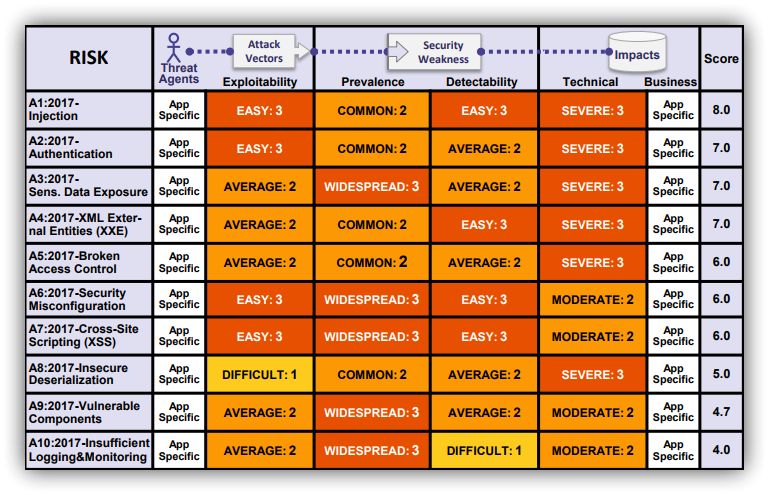 RISK
Threat
Agents
Attack
Vectors
Security
Weakness
Impacts
Score
Exploitability
Prevalence
Detectability
Technical
Business
A1:2017-
Injection
App
Specific
EASY: 3
COMMON: 2
EASY: 3
SEVERE: 3
App
Specific
8.0
A2:2017-
Authentication
App
Specific
EASY: 3
COMMON: 2
AVERAGE: 2
SEVERE: 3
App
Specific
7.0
A3:2017-
Sens. Data Exposure
App
Specific
AVERAGE: 2
WIDESPREAD: 3
AVERAGE: 2
SEVERE: 3
App
Specific
7.0
A4:2017-XML Exter-
nal Entities (XXE)
App
Specific
AVERAGE: 2
COMMON: 2
EASY: 3
SEVERE: 3
App
Specific
7.0
A5:2017-Broken
Access Control
App
Specific
AVERAGE: 2
COMMON: 2
AVERAGE: 2
SEVERE: 3
App
Specific
6.0
A6:2017-Security
Misconfiguration
App
Specific
EASY: 3
WIDESPREAD: 3
EASY: 3
MODERATE: 2
App
Specific
6.0
A7:2017-Cross-Site
Scripting (XSS)
App
Specific
EASY: 3
WIDESPREAD: 3
EASY: 3
MODERATE: 2
App
Specific
6.0
A8:2017-Insecure
Deserialization
App
Specific
DIFFICULT: 1
COMMON: 2
AVERAGE: 2
SEVERE: 3
App
Specific
5.0
A9:2017-Vulnerable
Components
App
Specific
AVERAGE: 2
WIDESPREAD: 3
AVERAGE: 2
MODERATE: 2
App
Specific
4.7
A10:2017-Insufficient
Logging&Monitoring
App
Specific
AVERAGE: 2
WIDESPREAD: 3
DIFFICULT: 1
MODERATE: 2
App
Specific
4.0